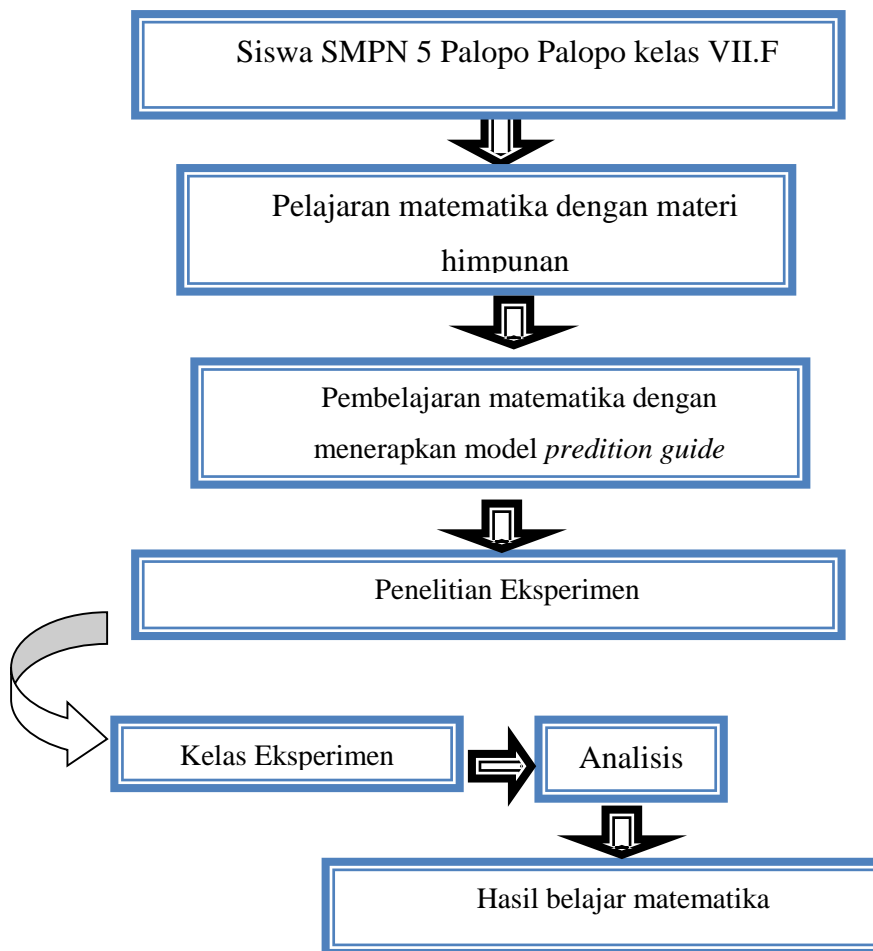 Siswa SMPN 5 Palopo Palopo kelas VII.F
Pelajaran matematika dengan materi
himpunan
Pembelajaran matematika dengan
menerapkan model predition guide
Penelitian Eksperimen
Kelas Eksperimen
Analisis
Hasil belajar matematika